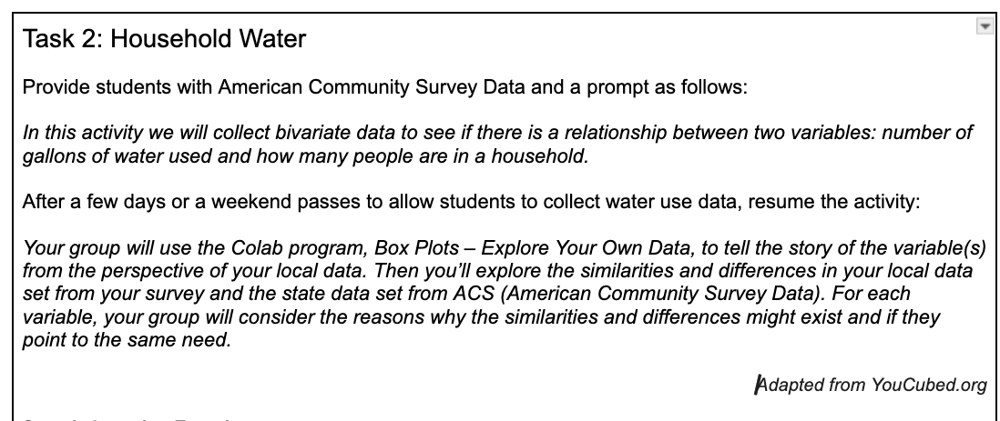 Task 2: Household Water
Provide students with American Community Survey Data and a prompt as follows:
In this activity we will collect bivariate data to see if there is a relationship between two variables: number of
gallons of water used and how many people are in a household.
After a few days or a weekend passes to allow students to collect water use data, resume the activity:
Your group will use the Colab program, Box Plots – Explore Your Own Data, to tell the story of the variable(s)
from the perspective of your local data. Then you’ll explore the similarities and differences in your local data
set from your survey and the state data set from ACS (American Community Survey Data). For each
variable, your group will consider the reasons why the similarities and differences might exist and if they
point to the same need.
Adapted from YouCubed.org